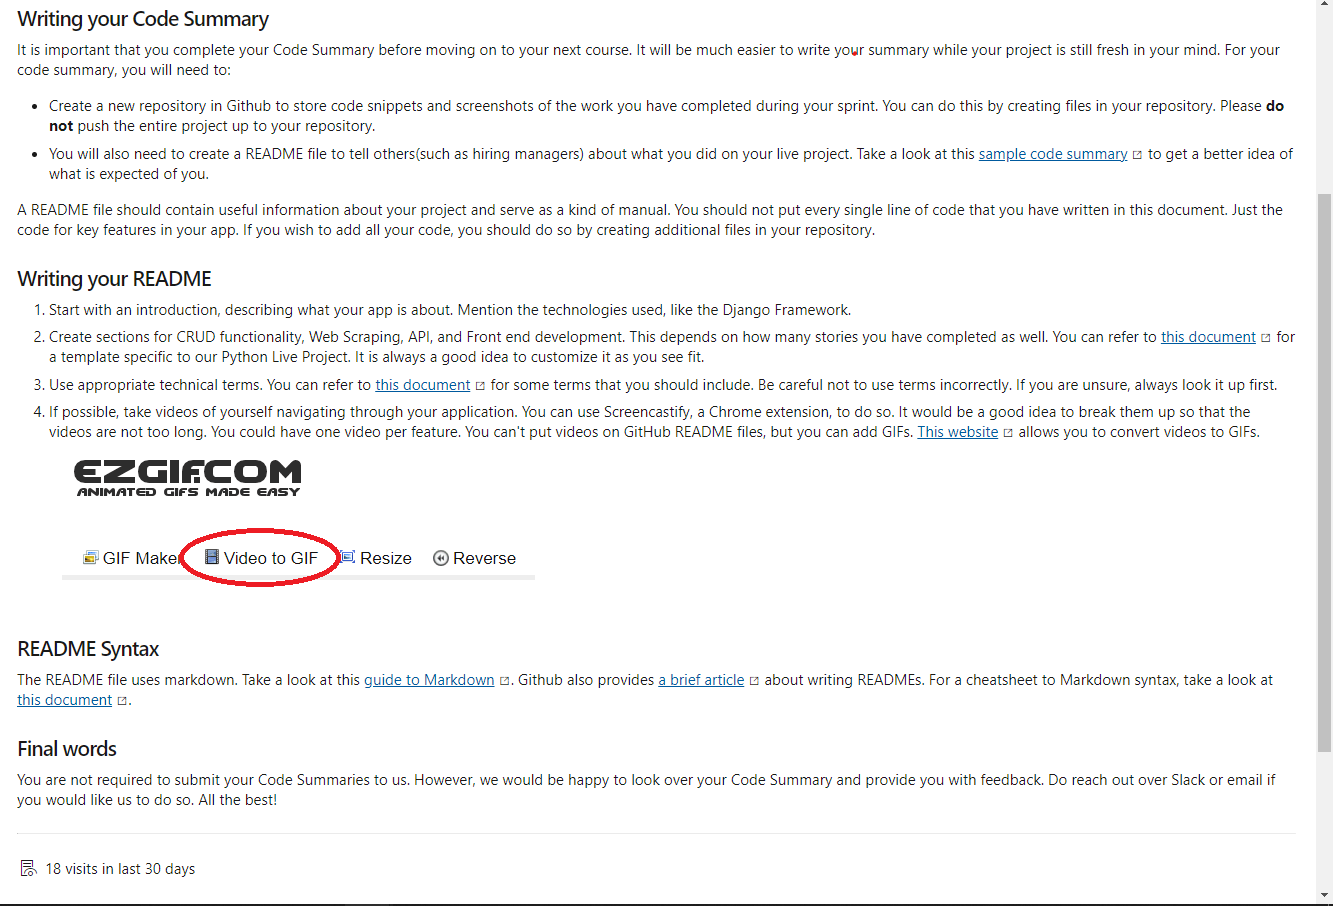 Writing your Code Summary
It is important that you complete your Code Summary before moving on to your next course. It will be much easier to write your summary while your project is still fresh in your mind. For your
code summary, you will need to:
• Create a new repository in Github to store code snippets and screenshots of the work you have completed during your sprint. You can do this by creating files in your repository. Please do
not push the entire project up to your repository.
• You will also need to create a README file to tell others(such as hiring managers) about what you did on your live project. Take a look at this sample code summary to get a better idea of
what is expected of you.
A README file should contain useful information about your project and serve as a kind of manual. You should not put every single line of code that you have written in this document. Just the
code for key features in your app. If you wish to add all your code, you should do so by creating additional files in your repository.
Writing your README
1. Start with an introduction, describing what your app is about. Mention the technologies used, like the Django Framework.
2. Create sections for CRUD functionality, Web Scraping, API, and Front end development. This depends on how many stories you have completed as well. You can refer to this document for
a template specific to our Python Live Project. It is always a good idea to customize it as you see fit.
3. Use appropriate technical terms. You can refer to this document for some terms that you should include. Be careful not to use terms incorrectly. If you are unsure, always look it up first.
4. If possible, take videos of yourself navigating through your application. You can use Screencastify, a Chrome extension, to do so. It would be a good idea to break them up so that the
videos are not too long. You could have one video per feature. You can't put videos on GitHub README files, but you can add GIFs. This website allows you to convert videos to GIFs.
EZGIF.COM
ANIMATED GIFS MADE EASY
GIF Maker Video to GIF Resize Reverse
README Syntax
The README file uses markdown. Take a look at this guide to Markdown. Github also provides a brief article about writing READMEs. For a cheatsheet to Markdown syntax, take a look at
this document.
Final words
You are not required to submit your Code Summaries to us. However, we would be happy to look over your Code Summary and provide you with feedback. Do reach out over Slack or email if
you would like us to do so. All the best!
18 visits in last 30 days